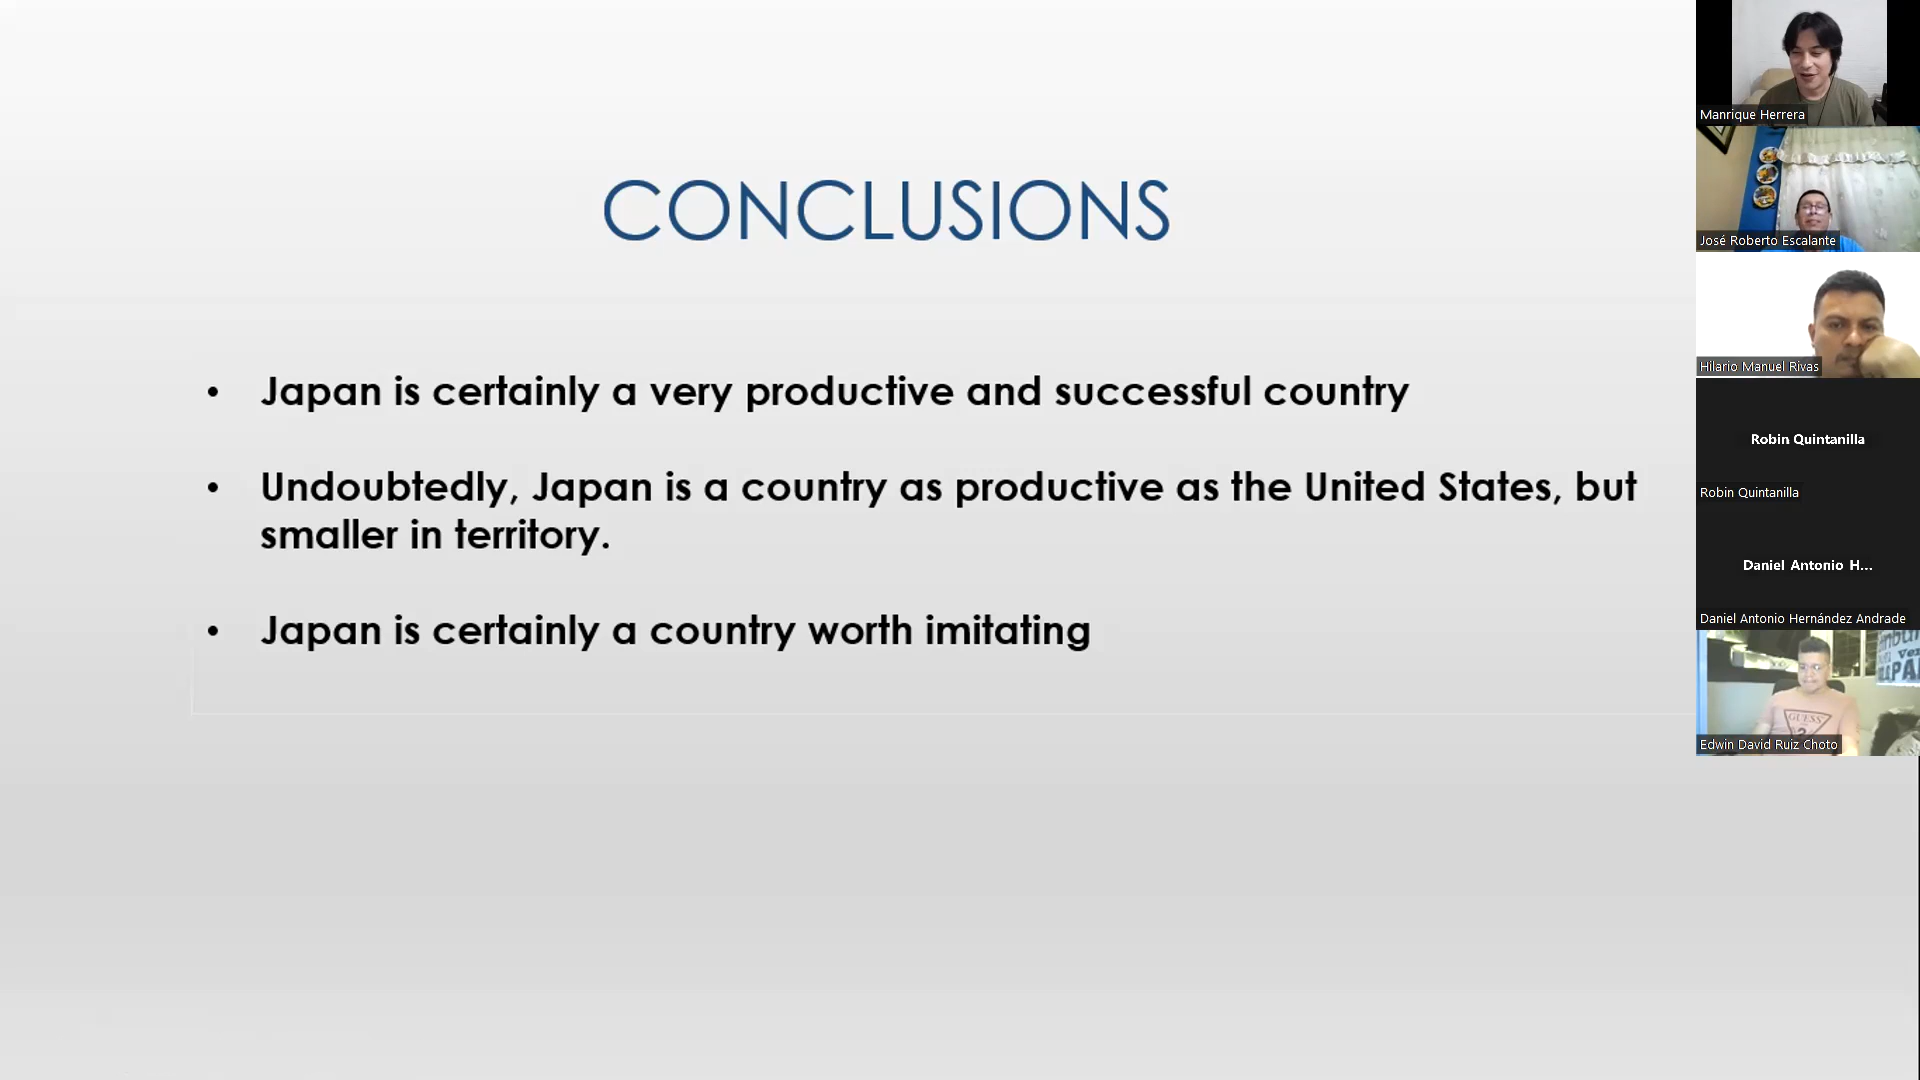 CONCLUSIONS
• Japan is certainly a very productive and successful country
• Undoubtedly, Japan is a country as productive as the United States, but
smaller in territory.
• Japan is certainly a country worth imitating
Manrique Herrera
José Roberto Escalante
Hilario Manuel Rivas
Robin Quintanilla
Robin Quintanilla
Daniel Antonio H...
Daniel Antonio Hernández Andrade
GUESS
Edwin David Ruiz Choto